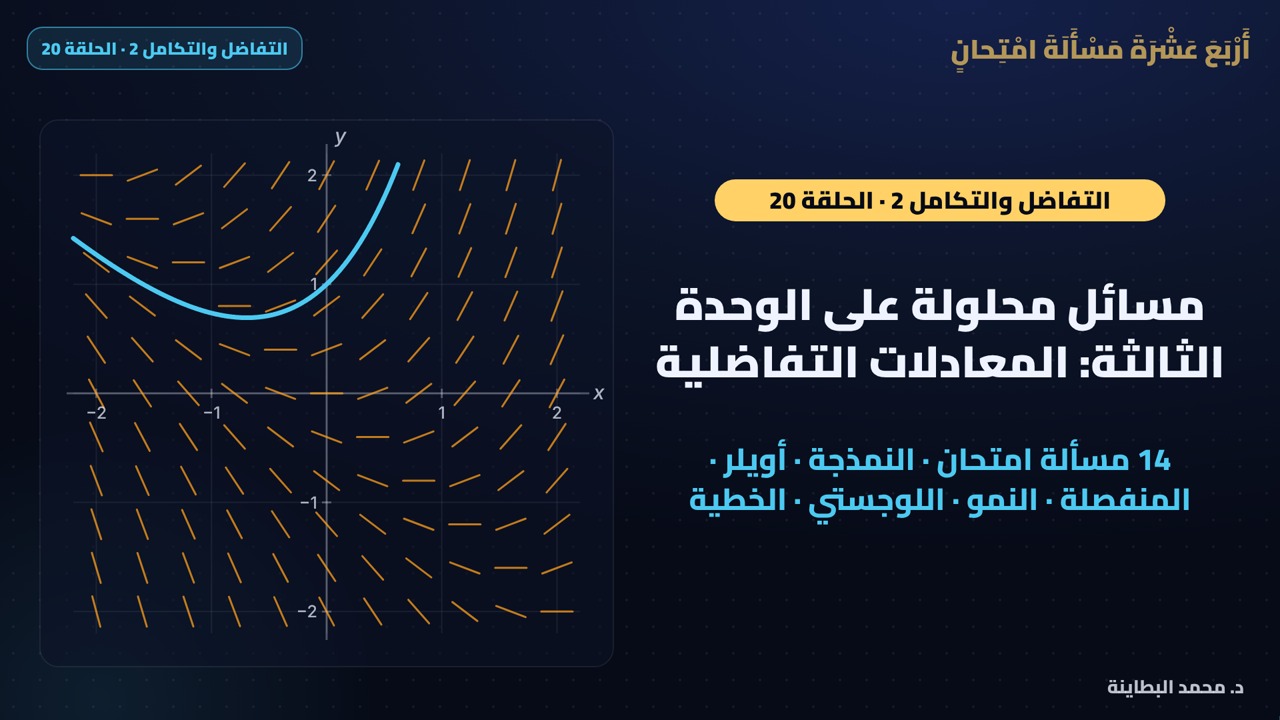 أَرْبَعَ عَشْرَةَ مَسْأَلَةَ امْتِحانٍ
التفاضل والتكامل 2 · الحلقة 20
التفاضل والتكامل 2 · الحلقة 20
مسائل محلولة على الوحدة
الثالثة: المعادلات التفاضلية
14 مسألة امتحان · النمذجة · أويلر ·
المنفصلة · النمو · اللوجستي · الخطية
y
2
1
−2 −1 1 2 x
−1
−2
د. محمد البطاينة